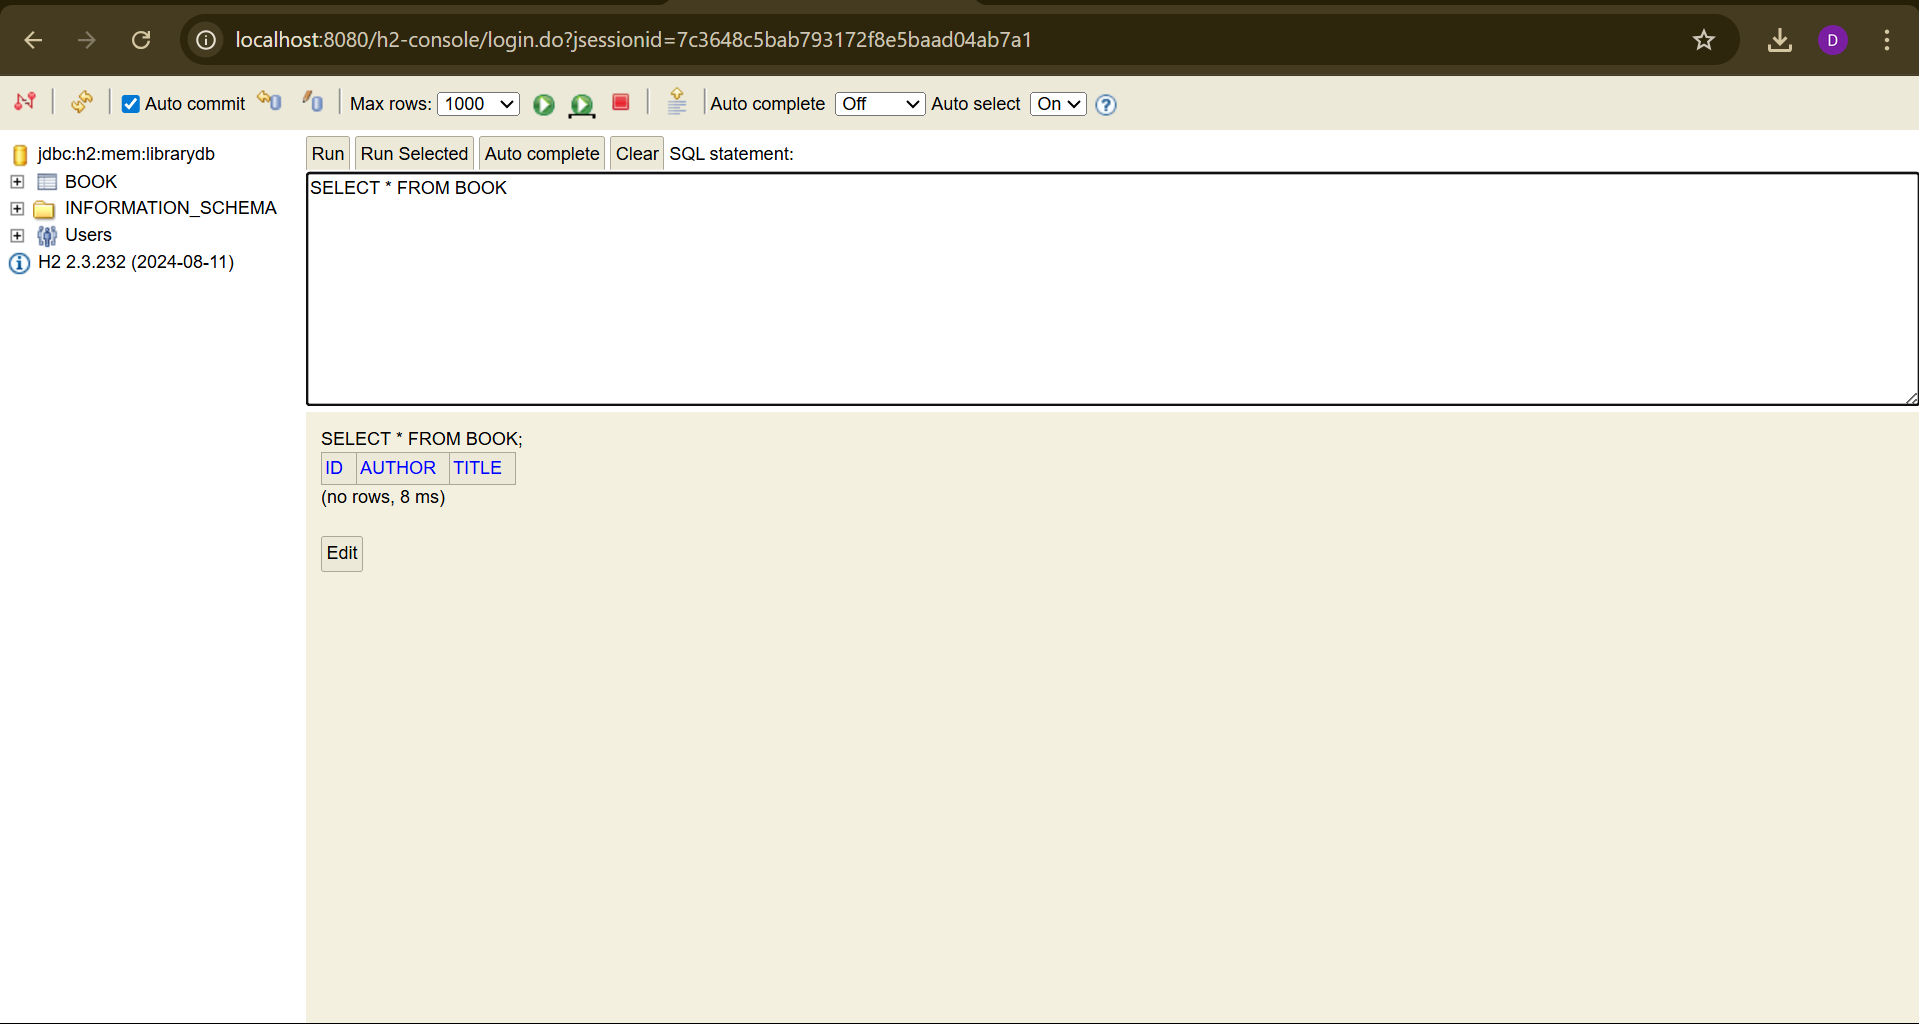 localhost:8080/h2-console/login.do?jsessionid=7c3648c5bab793172f8e5baad04ab7a1
D
Auto commit Max rows: 1000 Auto complete Off Auto select On ?
jdbc:h2:mem:librarydb
BOOK
INFORMATION_SCHEMA
Users
H2 2.3.232 (2024-08-11)
Run Run Selected Auto complete Clear SQL statement:
SELECT * FROM BOOK
SELECT * FROM BOOK;
ID AUTHOR TITLE
(no rows, 8 ms)
Edit